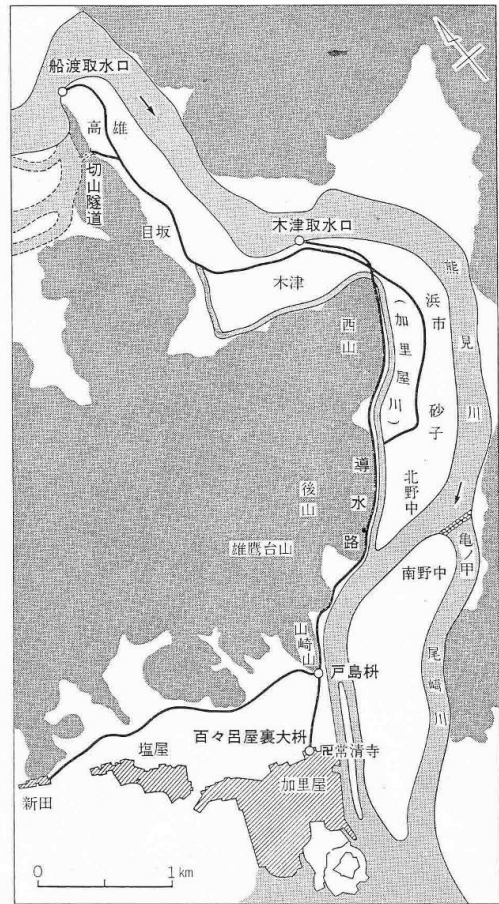 船渡取水口
高雄
切山隧道
目坂
木津取水口
木津
熊見川
浜市
(加里屋川)
西山
砂子
導水路
北野中
後山
雄鷹台山
亀ノ甲
南野中
山崎山
尾崎川
戸島枡
百々呂屋裏大枡
卍常清寺
塩屋
加里屋
新田
0 1km